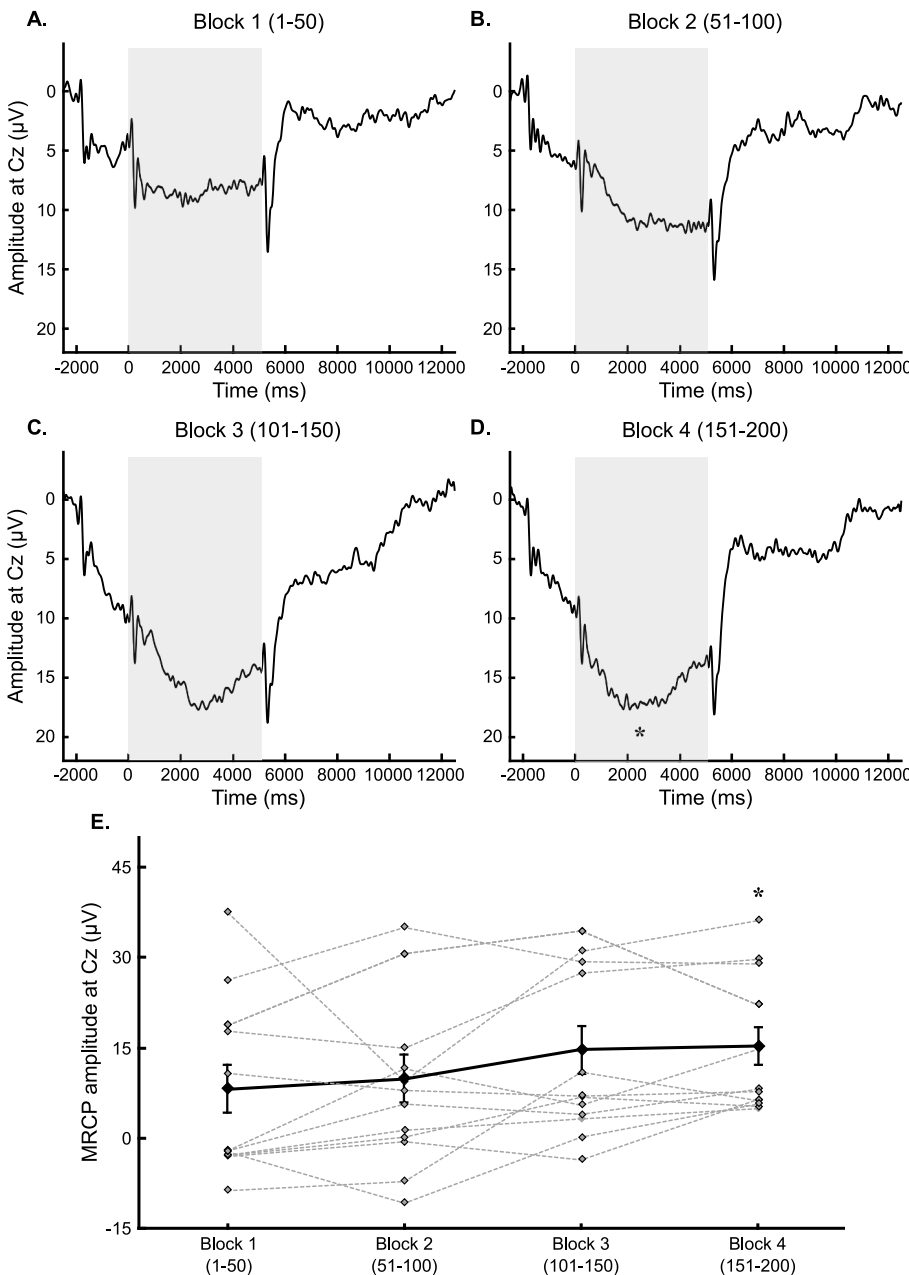 A. Block 1 (1-50)
B. Block 2 (51-100)
Amplitude at Cz (µV)
0
5
10
15
20
-2000 0 2000 4000 6000 8000 10000 12000
Time (ms)
0
5
10
15
20
-2000 0 2000 4000 6000 8000 10000 12000
Time (ms)
C. Block 3 (101-150)
D. Block 4 (151-200)
Amplitude at Cz (µV)
0
5
10
15
20
-2000 0 2000 4000 6000 8000 10000 12000
Time (ms)
0
5
10
15
20
*
-2000 0 2000 4000 6000 8000 10000 12000
Time (ms)
E.
MRCP amplitude at Cz (µV)
45
30
15
0
-15
*
Block 1 Block 2 Block 3 Block 4
(1-50) (51-100) (101-150) (151-200)